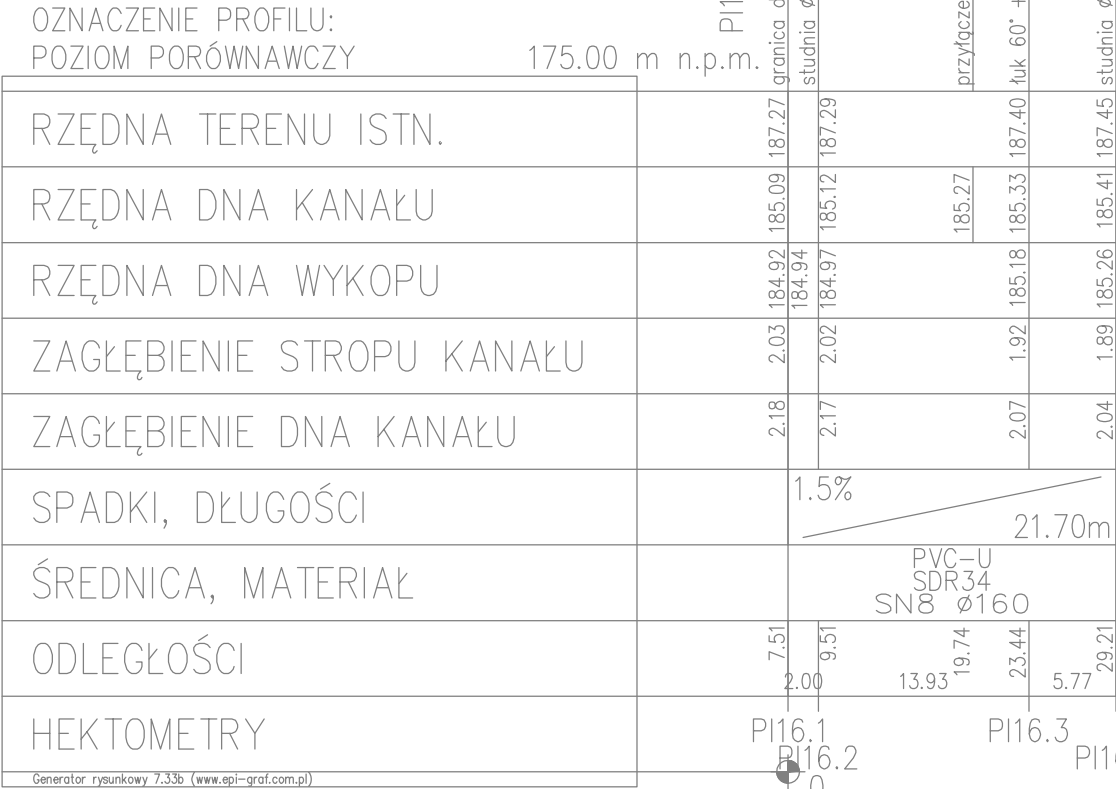 OZNACZENIE PROFILU:
POZIOM PORÓWNAWCZY 175.00 m n.p.m.
PI1
granica d
studnia ø
przyłącze
łuk 60° +
studnia ø
RZĘDNA TERENU ISTN. 187.27 187.29 187.40 187.45
RZĘDNA DNA KANAŁU 185.09 185.12 185.27 185.33 185.41
RZĘDNA DNA WYKOPU 184.92 184.94 184.97 185.18 185.26
ZAGŁĘBIENIE STROPU KANAŁU 2.03 2.02 1.92 1.89
ZAGŁĘBIENIE DNA KANAŁU 2.18 2.17 2.07 2.04
SPADKI, DŁUGOŚCI 1.5% 21.70m
ŚREDNICA, MATERIAŁ
PVC-U
SDR34
SN8 ø160
ODLEGŁOŚCI 7.51 9.51 19.74 23.44 29.21
2.00 13.93 5.77
HEKTOMETRY PI16.1 PI16.3
PI16.2 PI1
Generator rysunkowy 7.33b (www.epi-graf.com.pl) 0